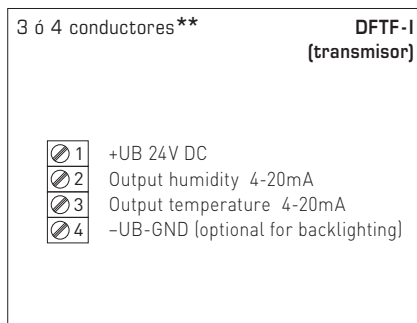 3 ó 4 conductores**
DFTF-I
(transmisor)
1 +UB 24V DC
2 Output humidity 4-20mA
3 Output temperature 4-20mA
4 –UB-GND (optional for backlighting)